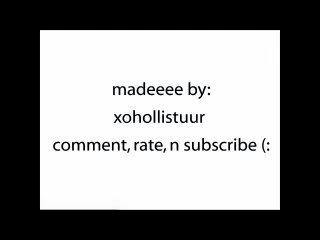 madeeee by:
xohollistuur
comment, rate, n subscribe (: